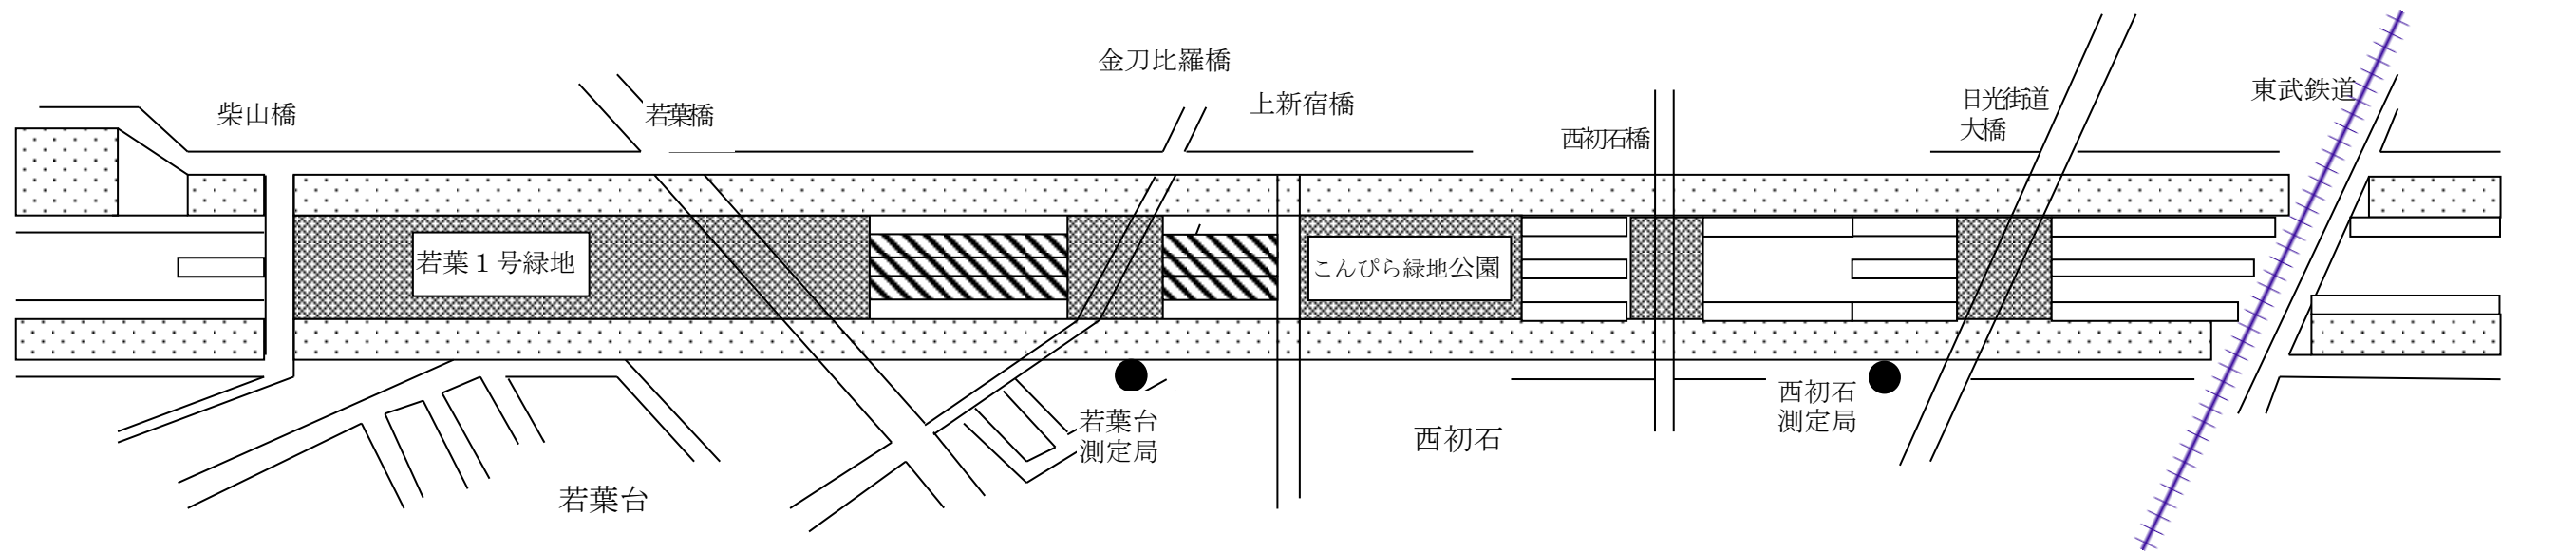 金刀比羅橋
柴山橋
若葉橋
上新宿橋
西初石橋
日光街道
大橋
東武鉄道
若葉１号緑地
こんぴら緑地公園
若葉台
測定局
西初石
西初石
測定局
若葉台